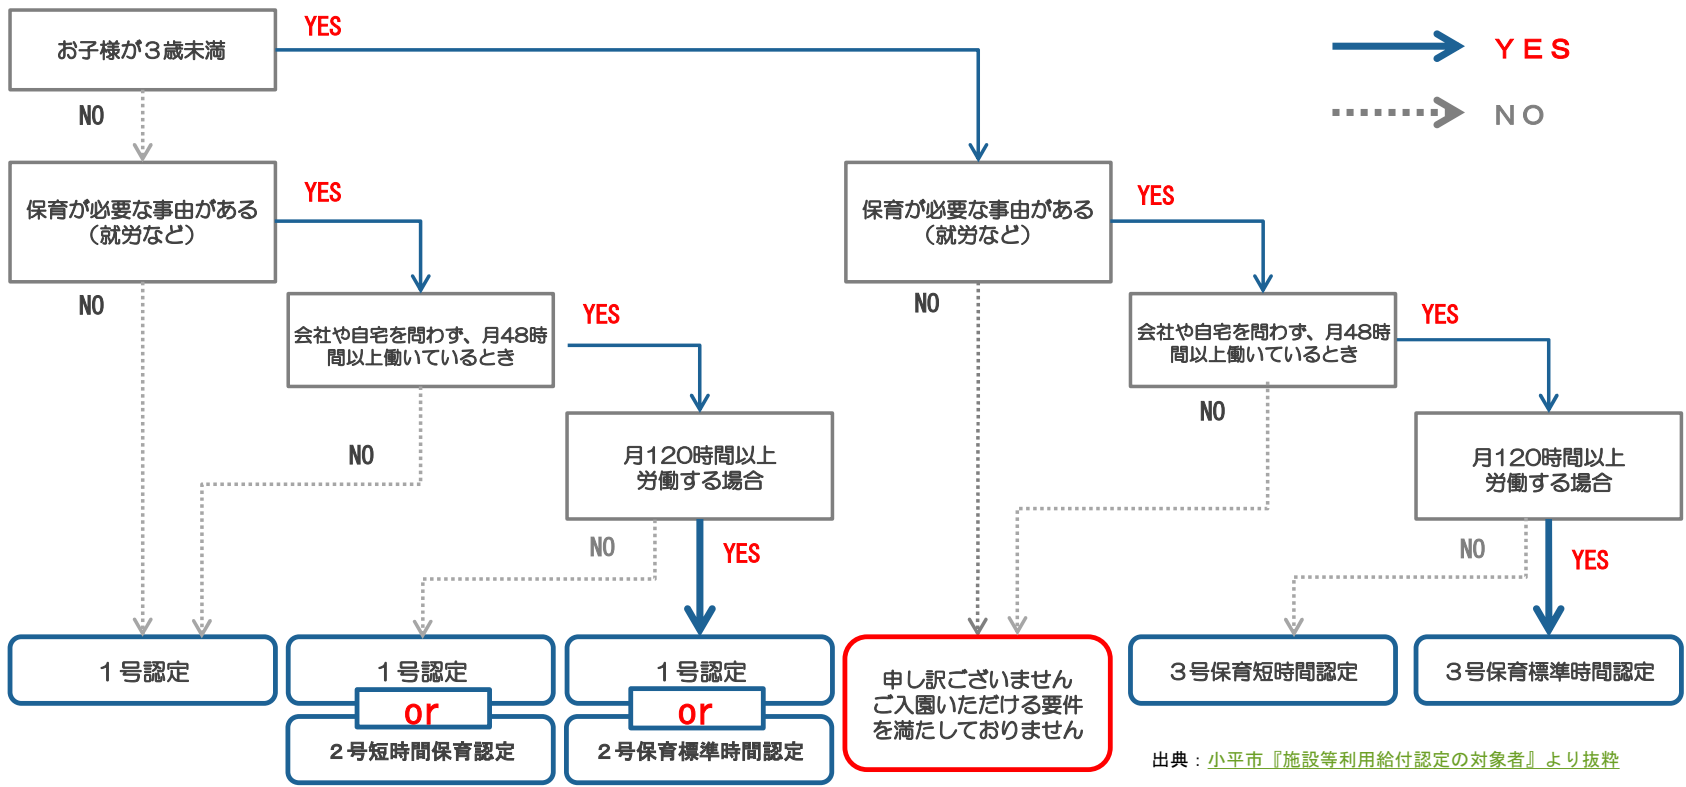 お子様が３歳未満
YES
ＹＥＳ
NO
ＮＯ
保育が必要な事由がある
（就労など）
YES
保育が必要な事由がある
（就労など）
YES
NO
会社や自宅を問わず、月48時
間以上働いているとき
YES
NO
会社や自宅を問わず、月48時
間以上働いているとき
YES
NO
月120時間以上
労働する場合
NO
月120時間以上
労働する場合
NO
YES
NO
YES
１号認定
１号認定
or
２号短時間保育認定
１号認定
or
２号保育標準時間認定
申し訳ございません
ご入園いただける要件
を満たしておりません
３号保育短時間認定
３号保育標準時間認定
出典：小平市『施設等利用給付認定の対象者』より抜粋